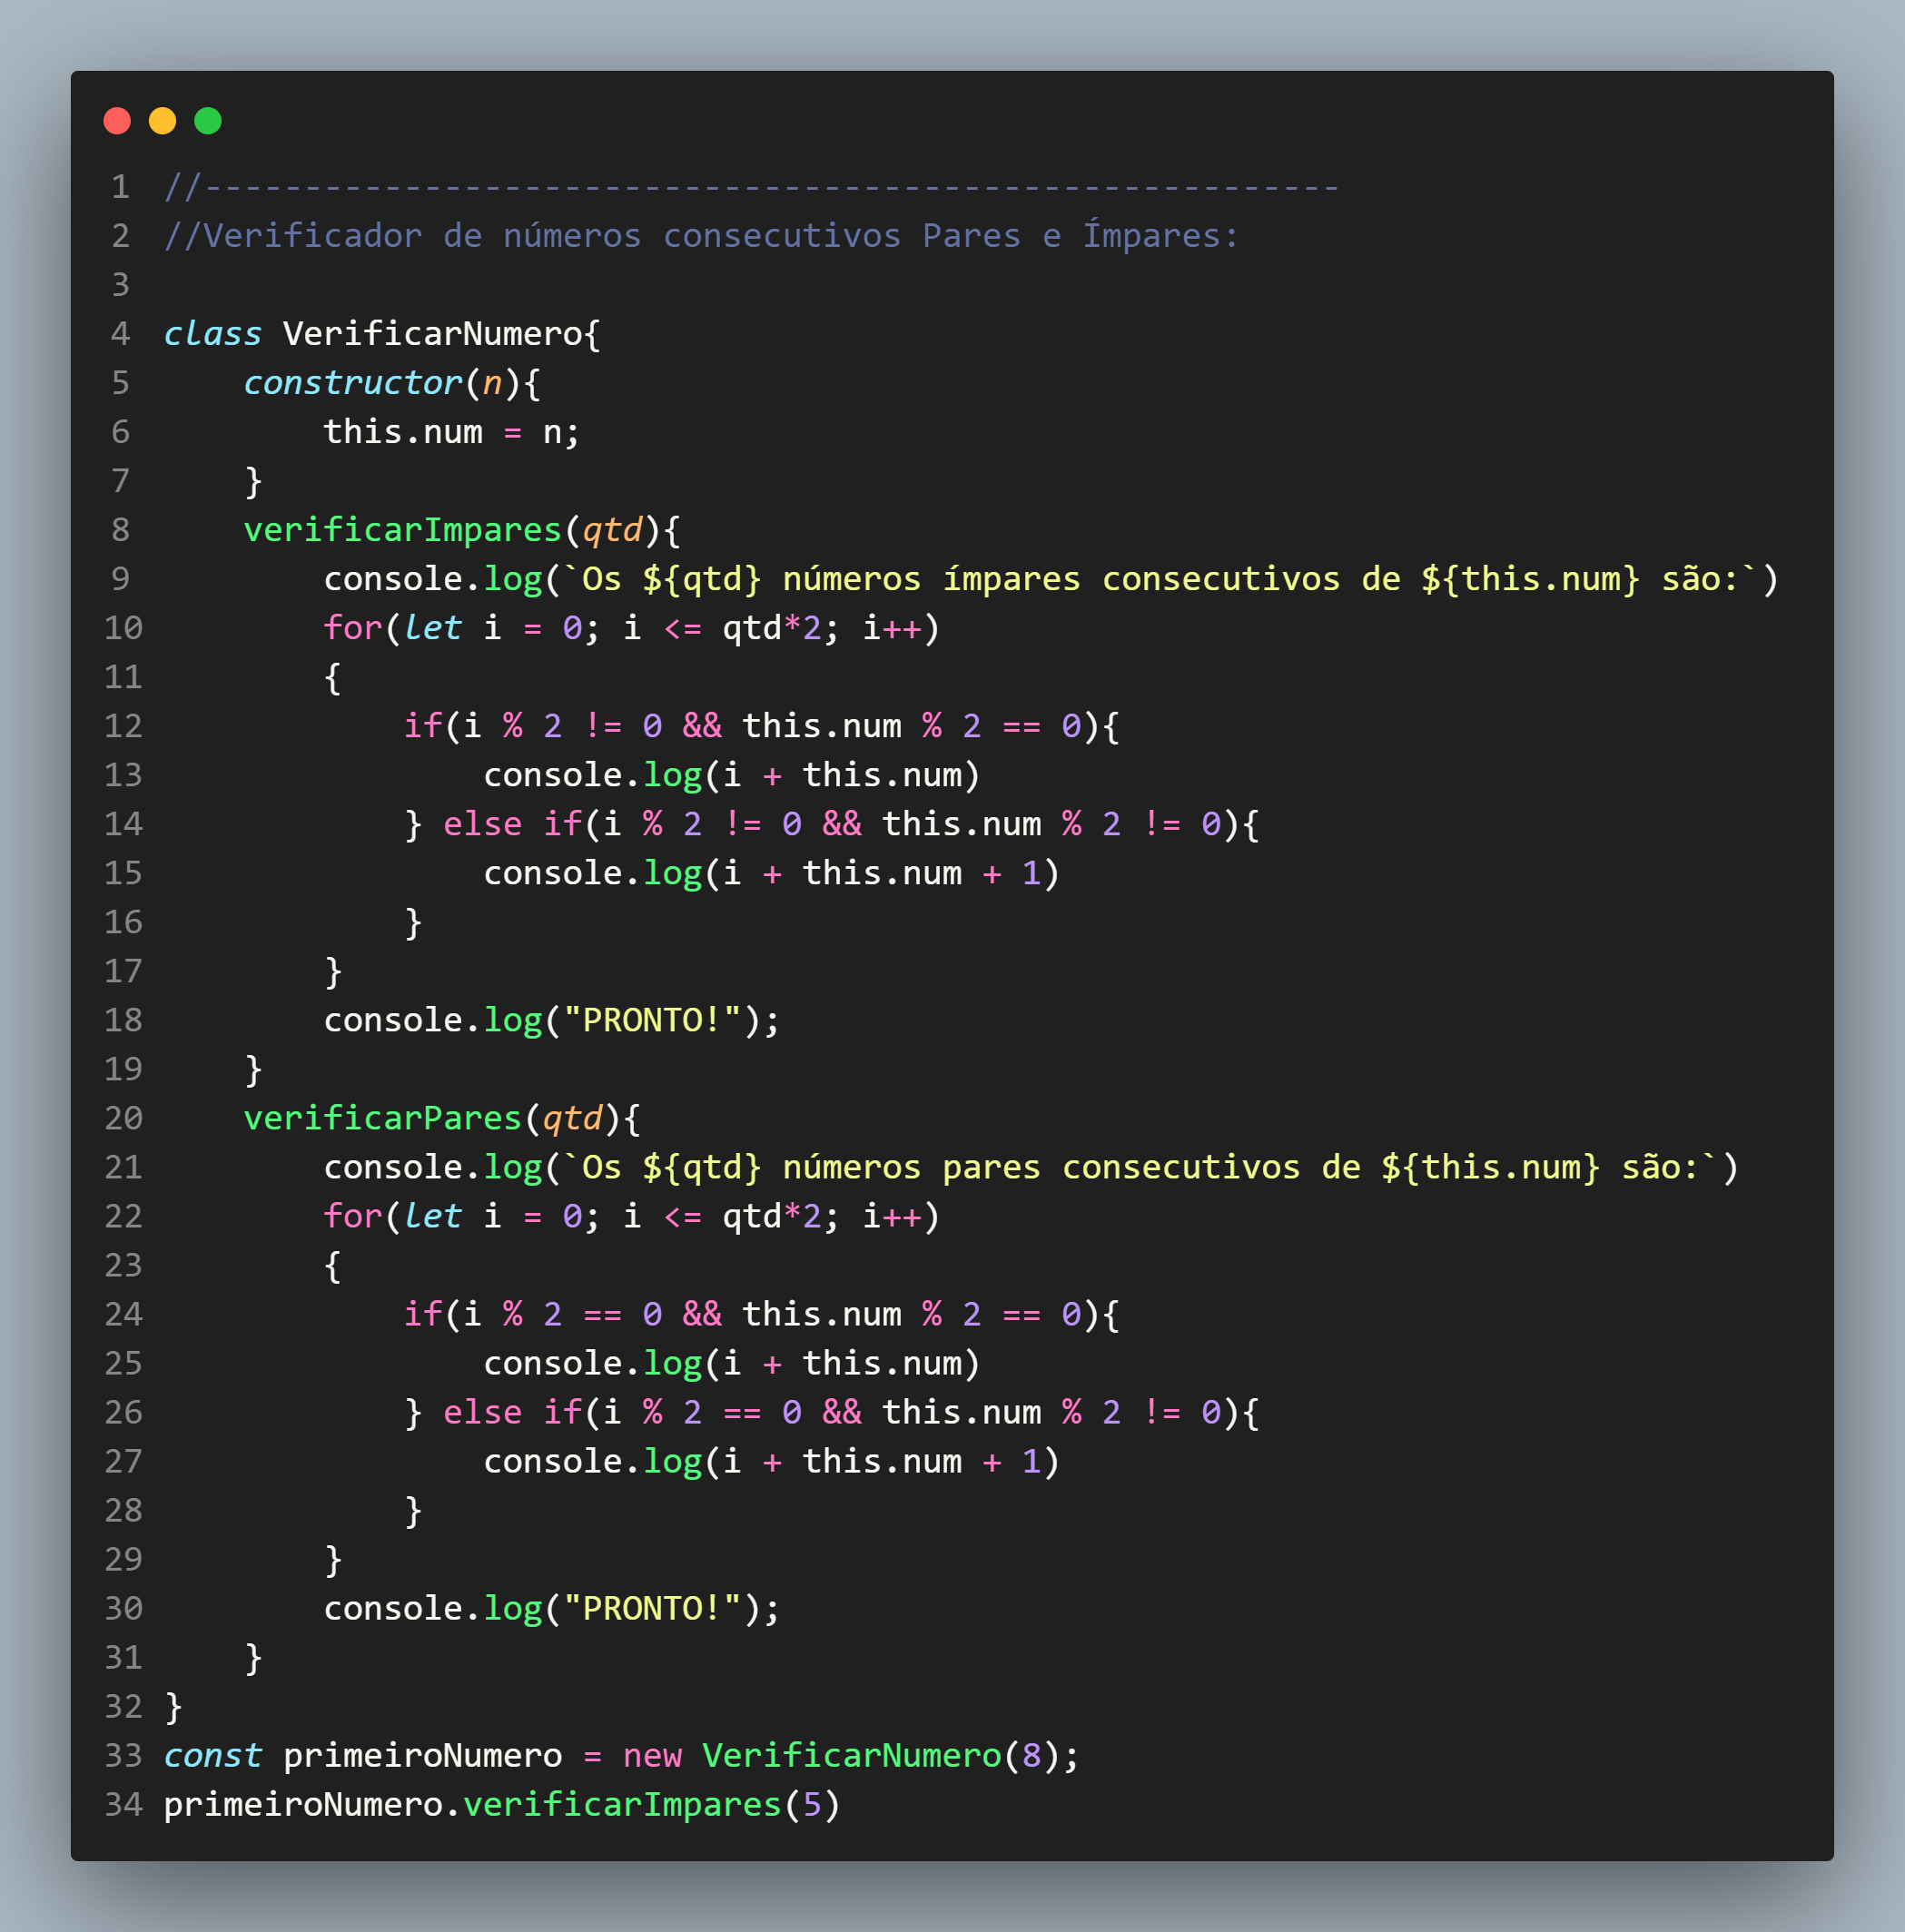 1 //---------------------------------------------------------
2 //Verificador de números consecutivos Pares e Ímpares:
3
4 class VerificarNumero{
5     constructor(n){
6         this.num = n;
7     }
8     verificarImpares(qtd){
9         console.log(`Os ${qtd} números ímpares consecutivos de ${this.num} são:`)
10         for(let i = 0; i <= qtd*2; i++)
11         {
12             if(i % 2 != 0 && this.num % 2 == 0){
13                 console.log(i + this.num)
14             } else if(i % 2 != 0 && this.num % 2 != 0){
15                 console.log(i + this.num + 1)
16             }
17         }
18         console.log("PRONTO!");
19     }
20     verificarPares(qtd){
21         console.log(`Os ${qtd} números pares consecutivos de ${this.num} são:`)
22         for(let i = 0; i <= qtd*2; i++)
23         {
24             if(i % 2 == 0 && this.num % 2 == 0){
25                 console.log(i + this.num)
26             } else if(i % 2 == 0 && this.num % 2 != 0){
27                 console.log(i + this.num + 1)
28             }
29         }
30         console.log("PRONTO!");
31     }
32 }
33 const primeiroNumero = new VerificarNumero(8);
34 primeiroNumero.verificarImpares(5)